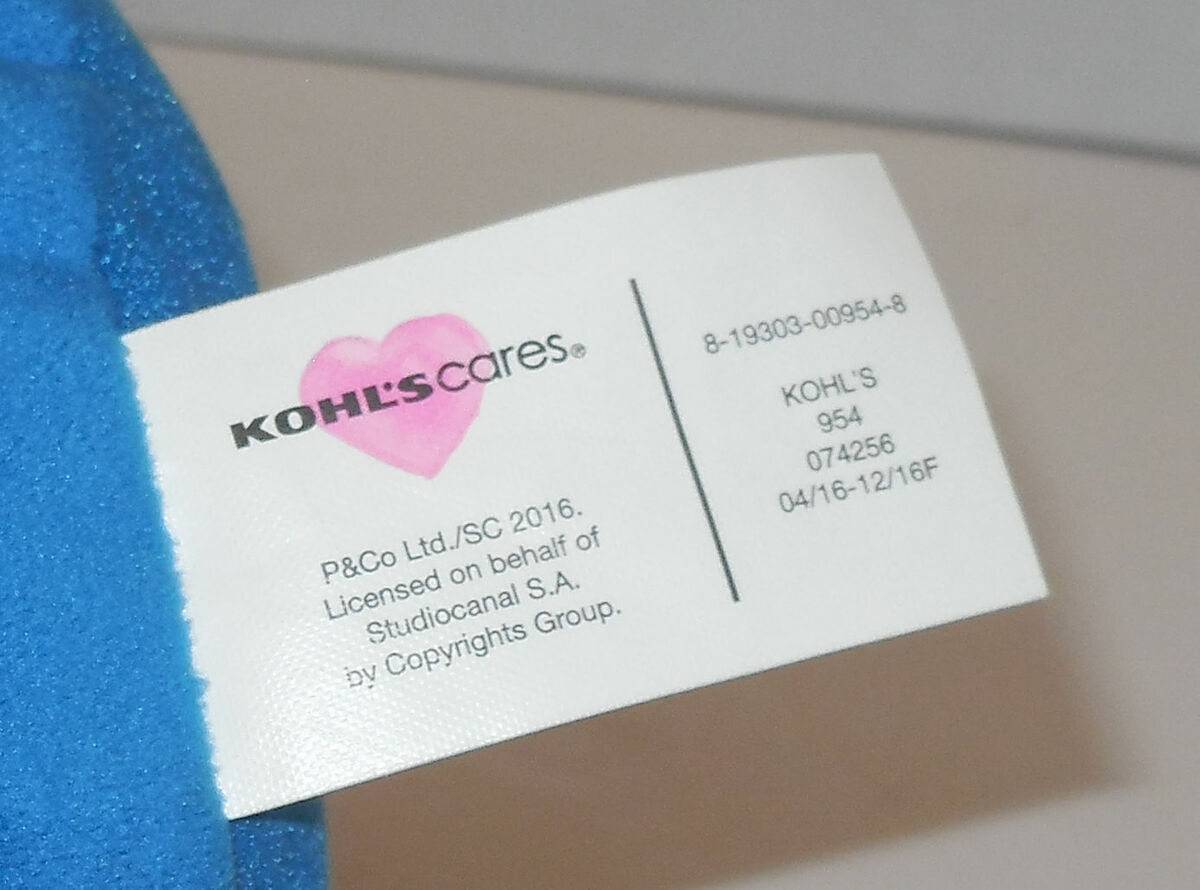 KOHL'S cares®
P&Co Ltd./SC 2016.
Licensed on behalf of
Studiocanal S.A.
by Copyrights Group.
8-19303-00954-8
KOHL'S
954
074256
04/16-12/16F